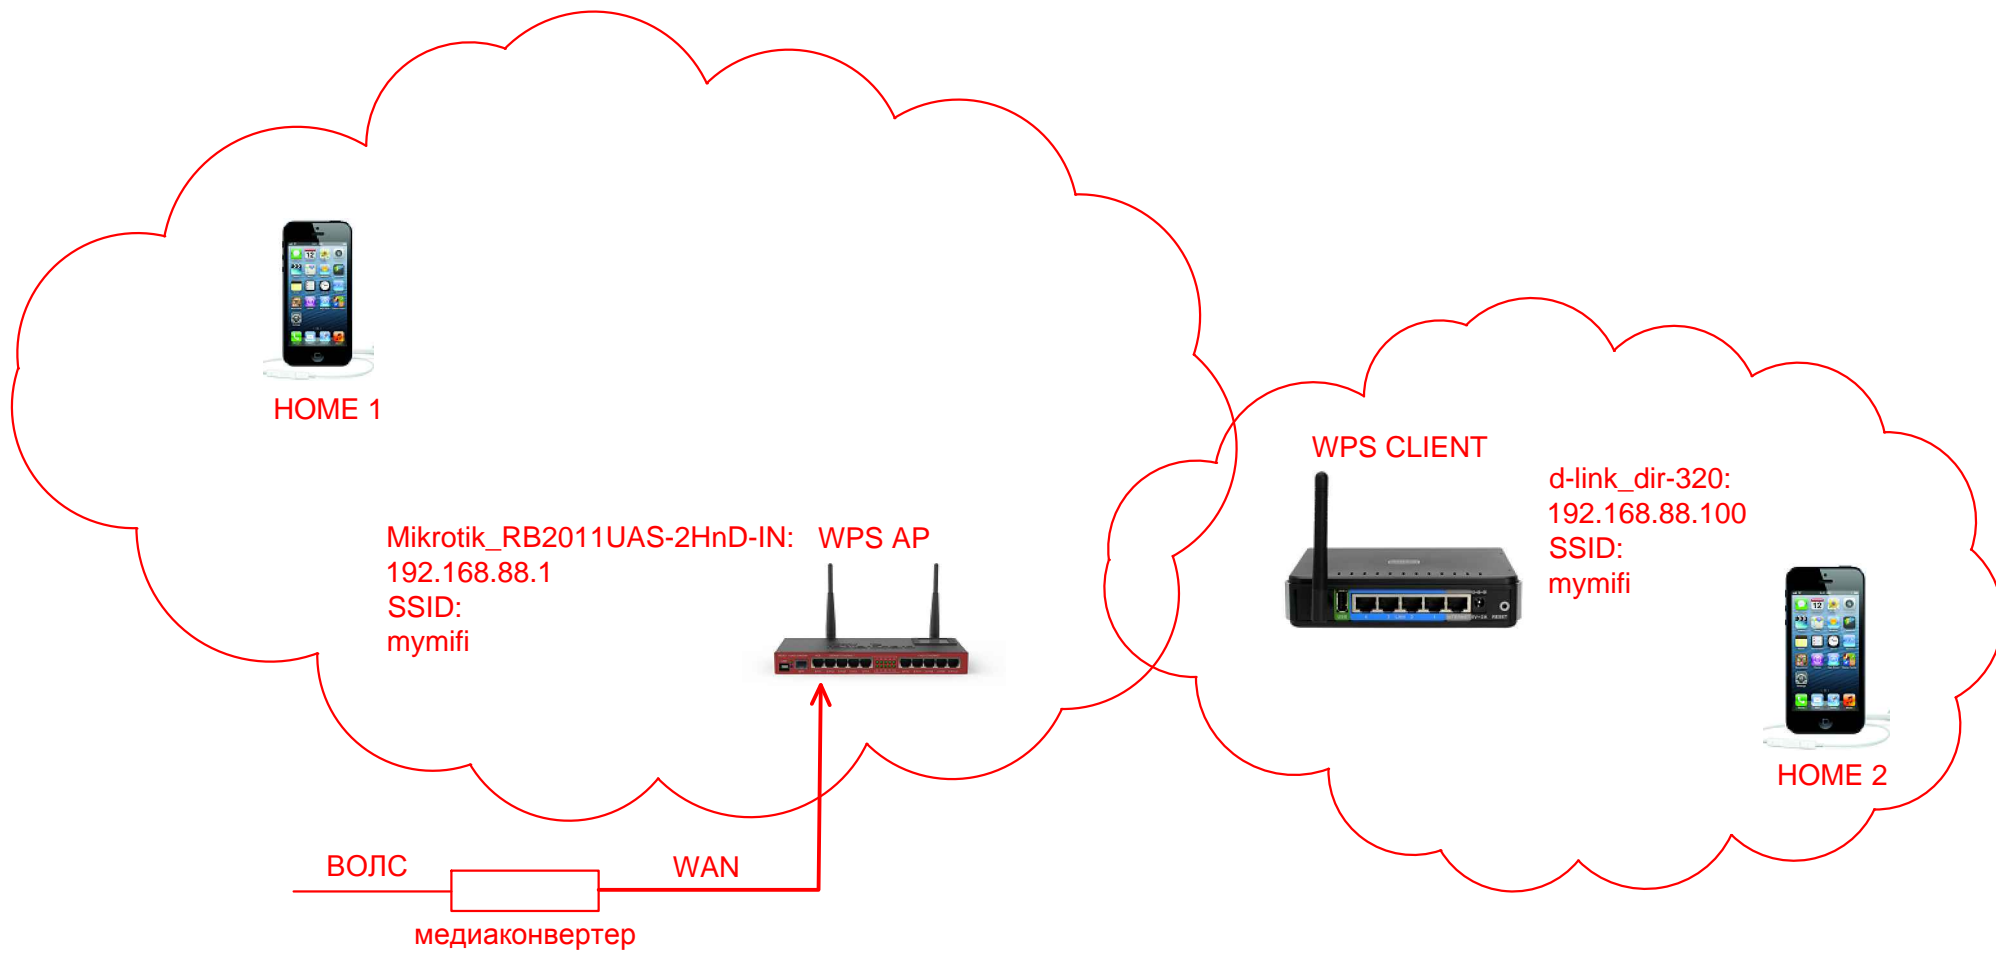 HOME 1
Mikrotik_RB2011UAS-2HnD-IN:
192.168.88.1
SSID:
mymifi
WPS AP
WPS CLIENT
d-link_dir-320:
192.168.88.100
SSID:
mymifi
HOME 2
ВОЛС
WAN
медиаконвертер